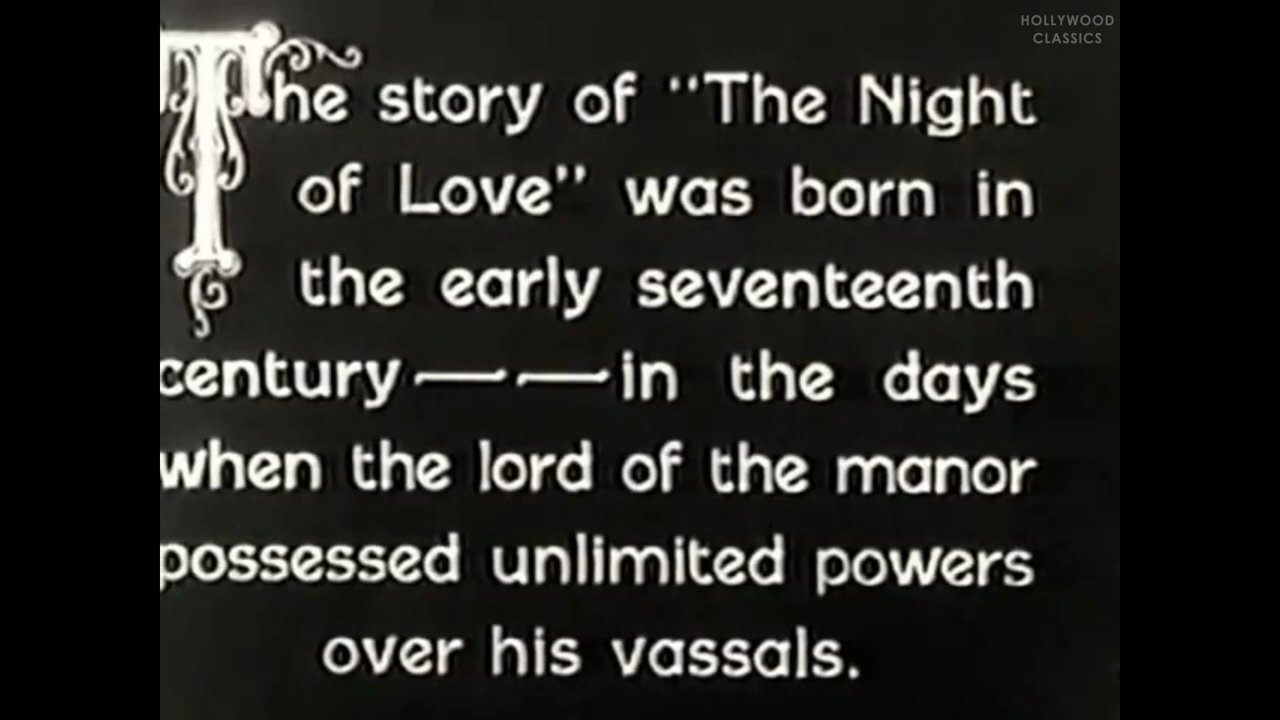 HOLLYWOOD
CLASSICS
The story of "The Night
of Love" was born in
the early seventeenth
century — — in the days
when the lord of the manor
possessed unlimited powers
over his vassals.